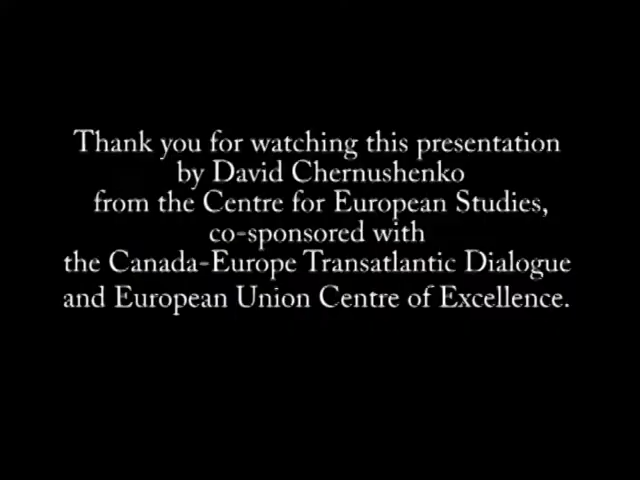 Thank you for watching this presentation
by David Chernushenko
from the Centre for European Studies,
co-sponsored with
the Canada-Europe Transatlantic Dialogue
and European Union Centre of Excellence.